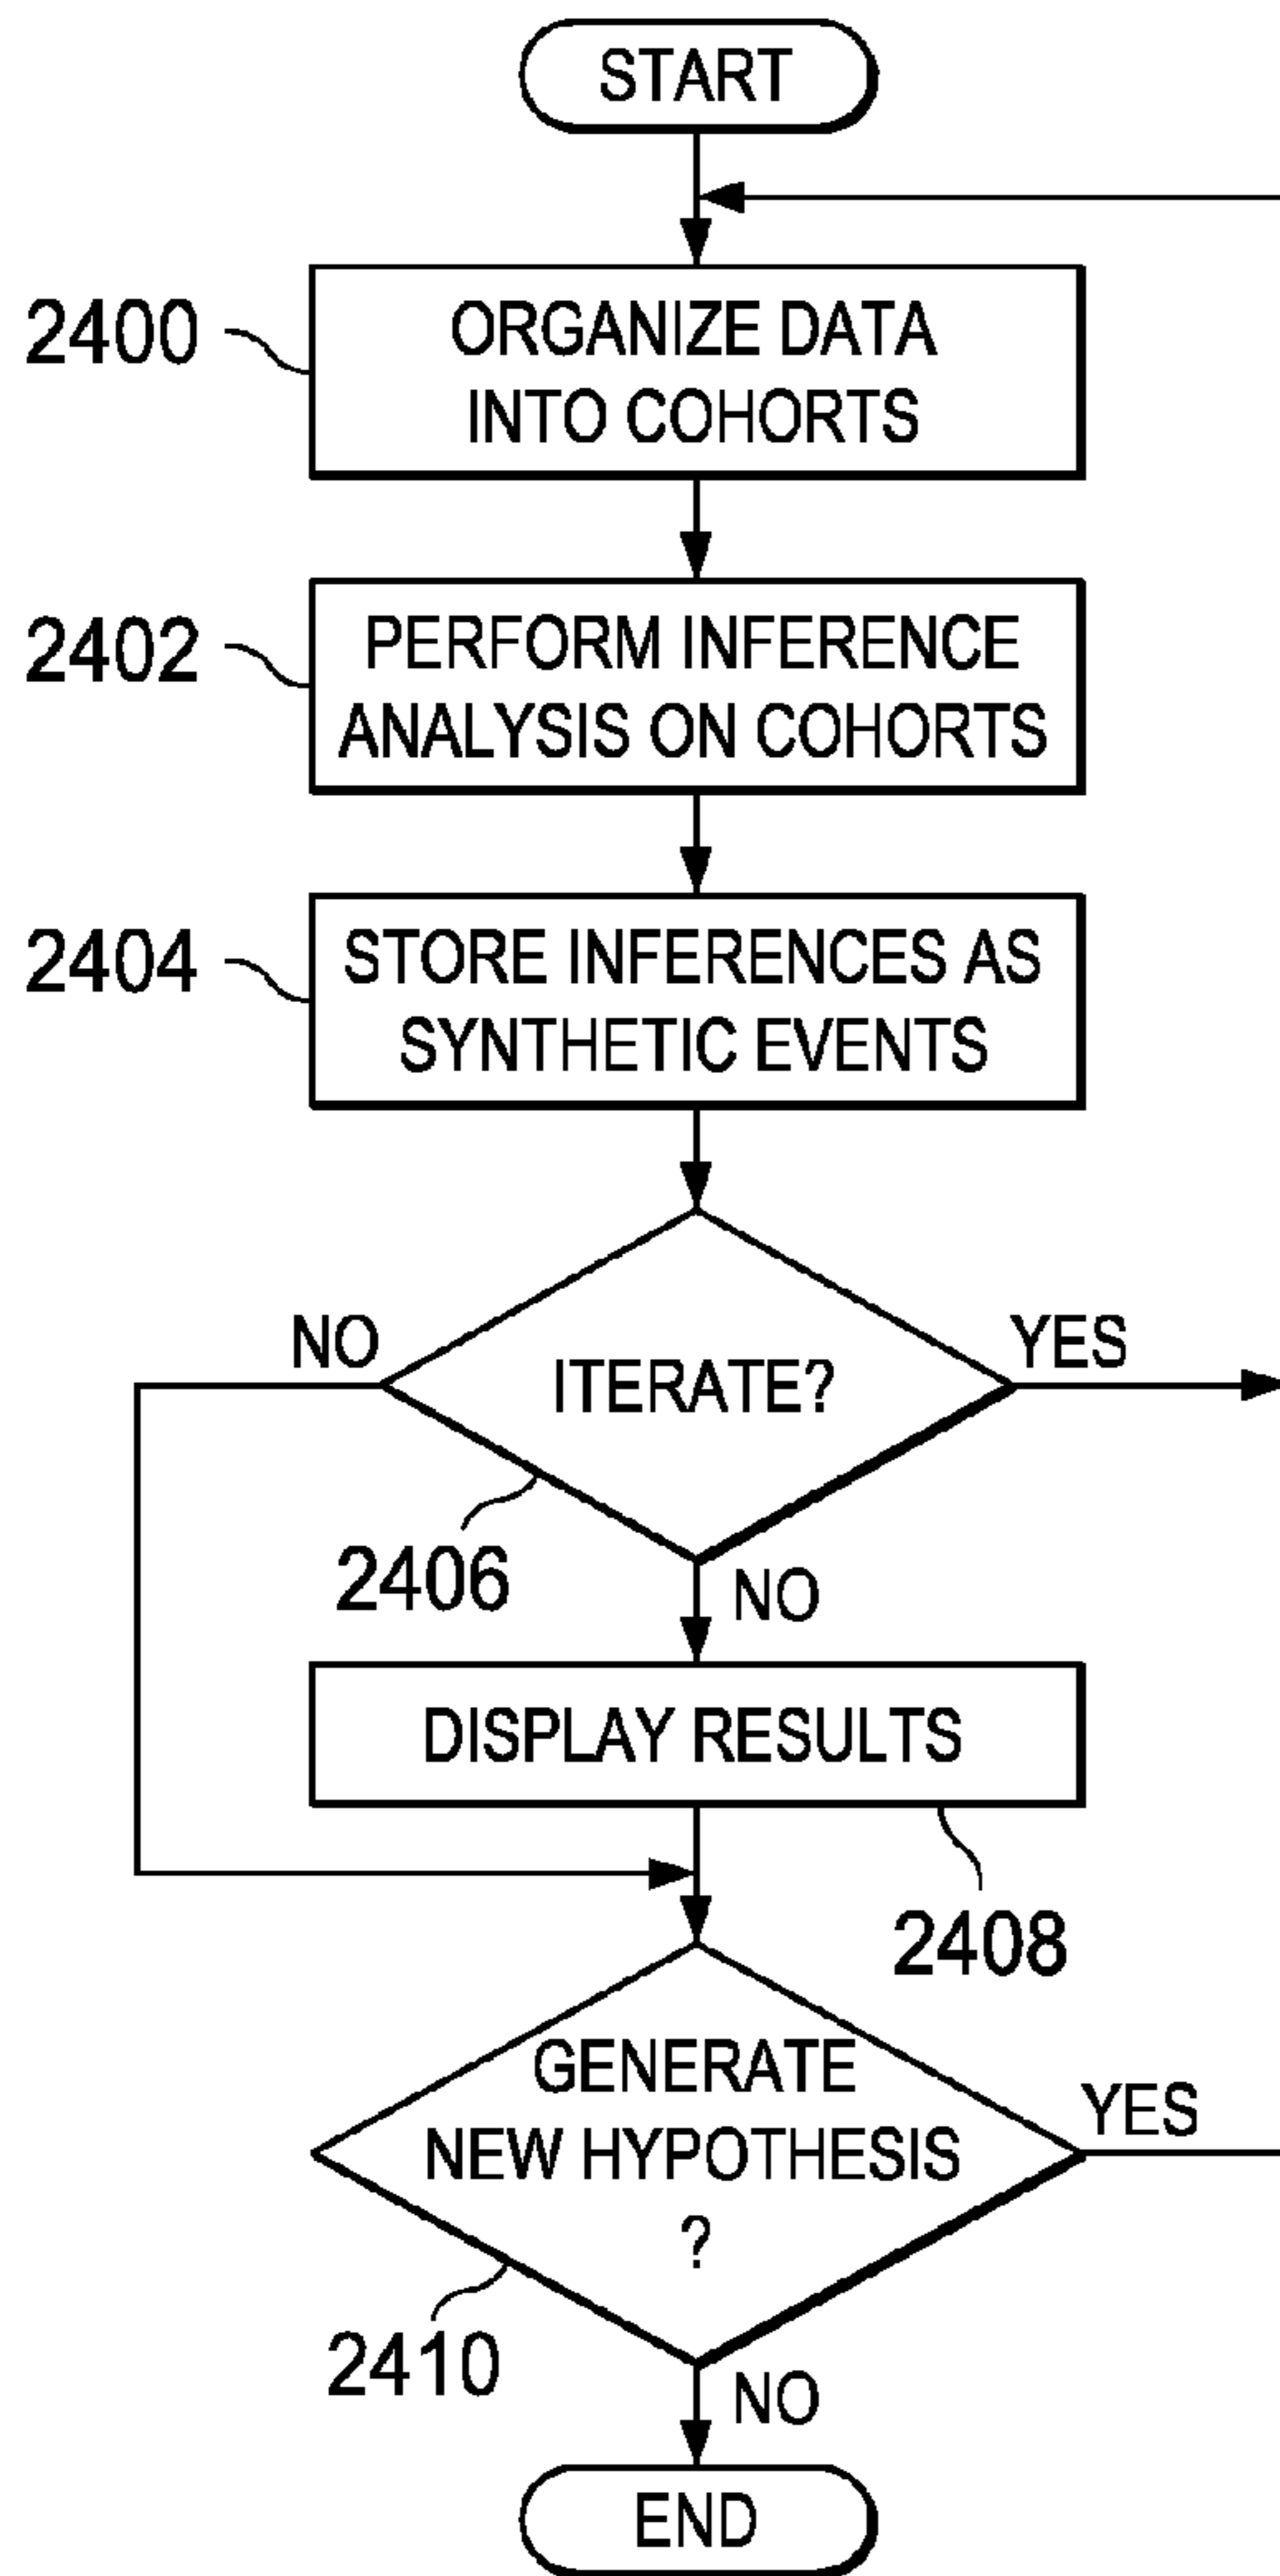 START
2400
ORGANIZE DATA
INTO COHORTS
2402
PERFORM INFERENCE
ANALYSIS ON COHORTS
2404
STORE INFERENCES AS
SYNTHETIC EVENTS
NO
YES
ITERATE?
2406
NO
DISPLAY RESULTS
2408
GENERATE
NEW HYPOTHESIS
?
YES
2410
NO
END